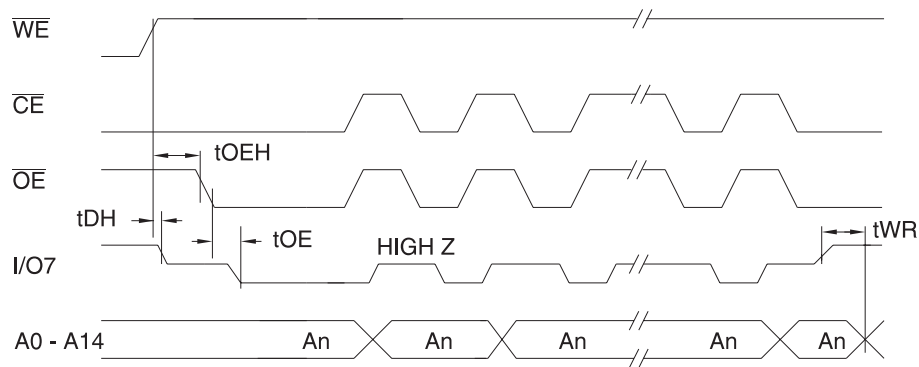 WE
CE
tOEH
OE
tDH
tOE
HIGH Z
tWR
I/O7
A0 - A14 An An An An An